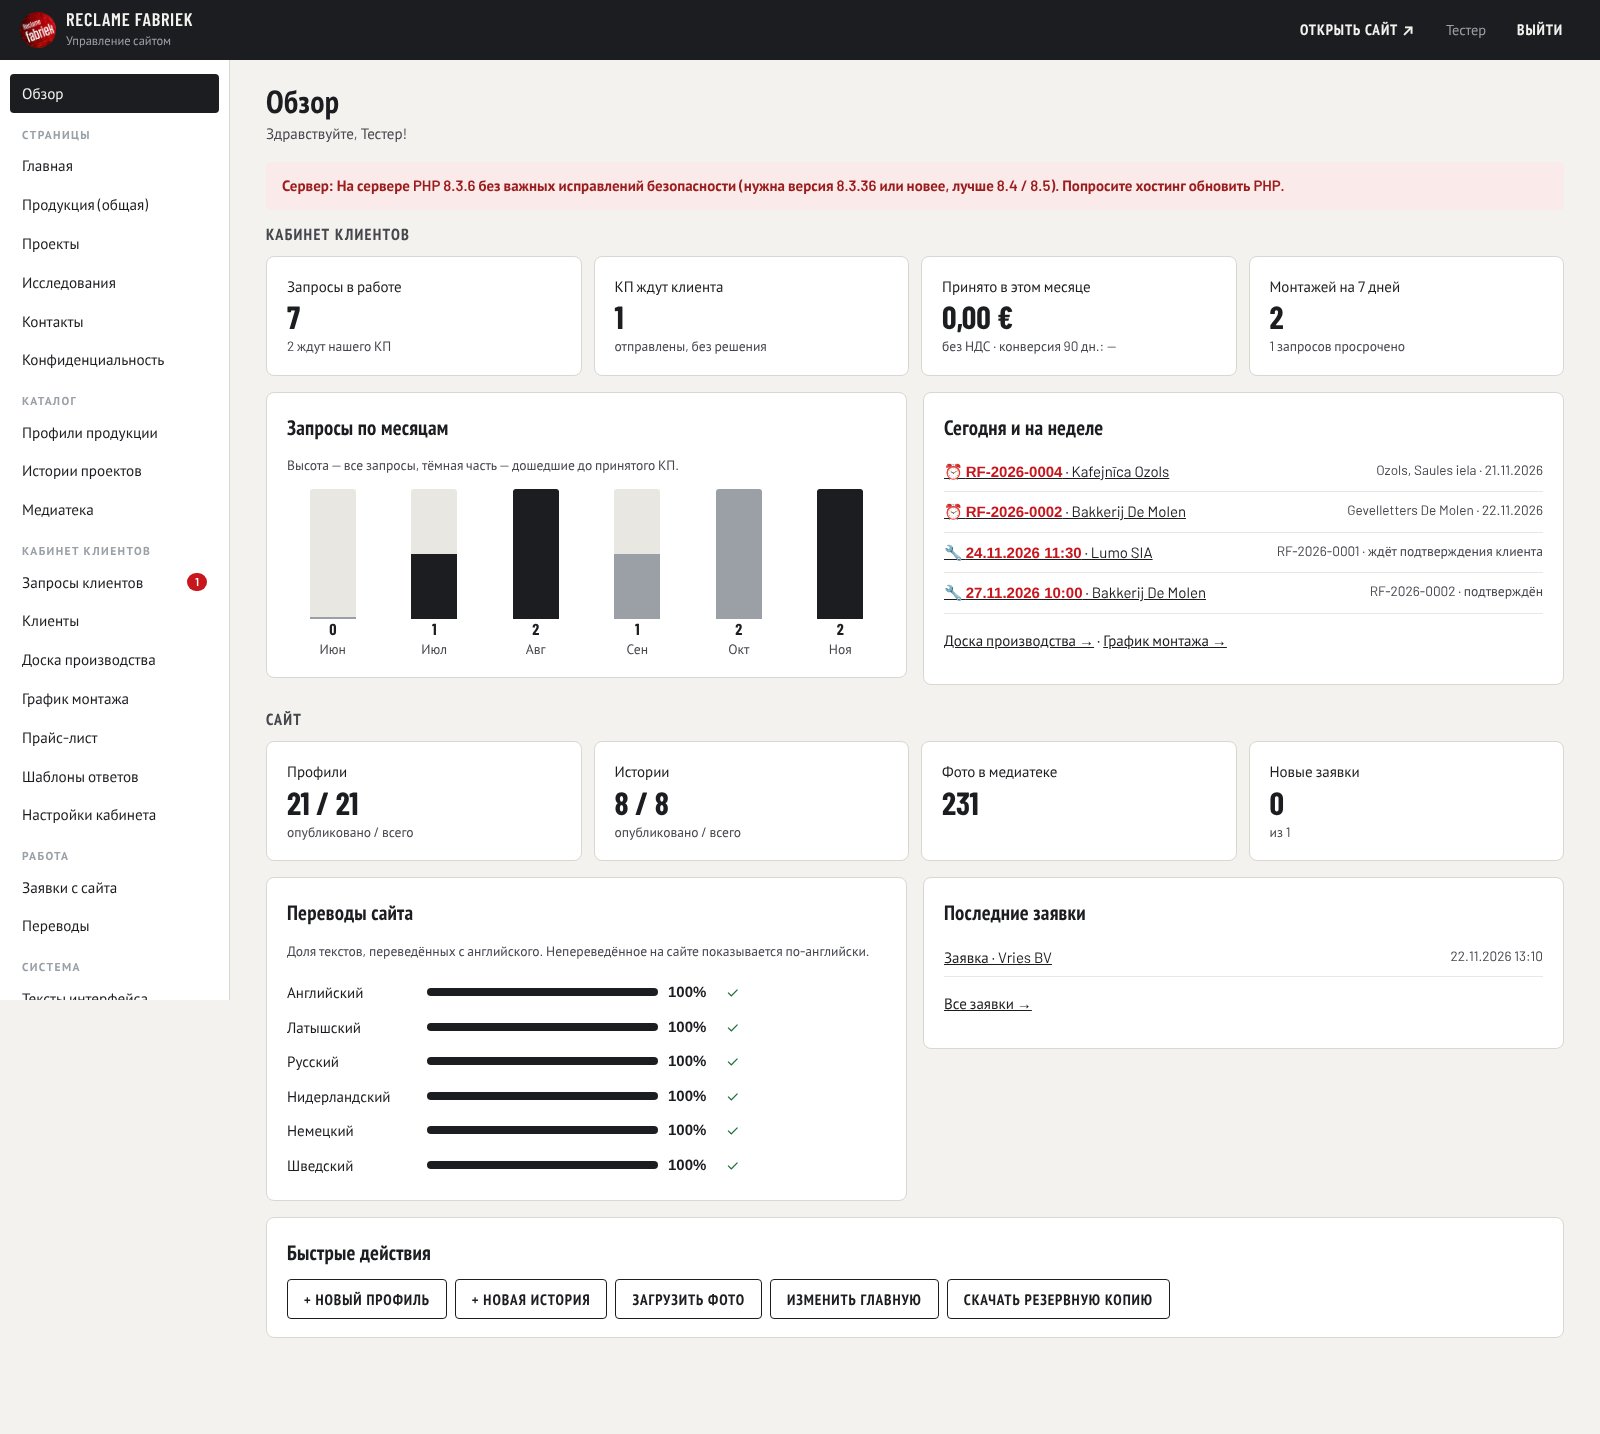 Reclame fabriek
RECLAME FABRIEK
Управление сайтом
ОТКРЫТЬ САЙТ ↗
Тестер
ВЫЙТИ
Обзор
СТРАНИЦЫ
Главная
Продукция (общая)
Проекты
Исследования
Контакты
Конфиденциальность
КАТАЛОГ
Профили продукции
Истории проектов
Медиатека
КАБИНЕТ КЛИЕНТОВ
Запросы клиентов 1
Клиенты
Доска производства
График монтажа
Прайс-лист
Шаблоны ответов
Настройки кабинета
РАБОТА
Заявки с сайта
Переводы
СИСТЕМА
Тексты интерфейса
Обзор
Здравствуйте, Тестер!
Сервер: На сервере PHP 8.3.6 без важных исправлений безопасности (нужна версия 8.3.36 или новее, лучше 8.4 / 8.5). Попросите хостинг обновить PHP.
КАБИНЕТ КЛИЕНТОВ
Запросы в работе
7
2 ждут нашего КП
КП ждут клиента
1
отправлены, без решения
Принято в этом месяце
0,00 €
без НДС · конверсия 90 дн.: —
Монтажей на 7 дней
2
1 запросов просрочено
Запросы по месяцам
Высота — все запросы, тёмная часть — дошедшие до принятого КП.
0 1 2 1 2 2
Июн Июл Авг Сен Окт Ноя
Сегодня и на неделе
⏰ RF-2026-0004 · Kafejnīca Ozols Ozols, Saules iela · 21.11.2026
⏰ RF-2026-0002 · Bakkerij De Molen Gevelletters De Molen · 22.11.2026
🔧 24.11.2026 11:30 · Lumo SIA RF-2026-0001 · ждёт подтверждения клиента
🔧 27.11.2026 10:00 · Bakkerij De Molen RF-2026-0002 · подтверждён
Доска производства → · График монтажа →
САЙТ
Профили
21 / 21
опубликовано / всего
Истории
8 / 8
опубликовано / всего
Фото в медиатеке
231
Новые заявки
0
из 1
Переводы сайта
Доля текстов, переведённых с английского. Непереведённое на сайте показывается по-английски.
Английский 100% ✓
Латышский 100% ✓
Русский 100% ✓
Нидерландский 100% ✓
Немецкий 100% ✓
Шведский 100% ✓
Последние заявки
Заявка · Vries BV 22.11.2026 13:10
Все заявки →
Быстрые действия
+ НОВЫЙ ПРОФИЛЬ
+ НОВАЯ ИСТОРИЯ
ЗАГРУЗИТЬ ФОТО
ИЗМЕНИТЬ ГЛАВНУЮ
СКАЧАТЬ РЕЗЕРВНУЮ КОПИЮ